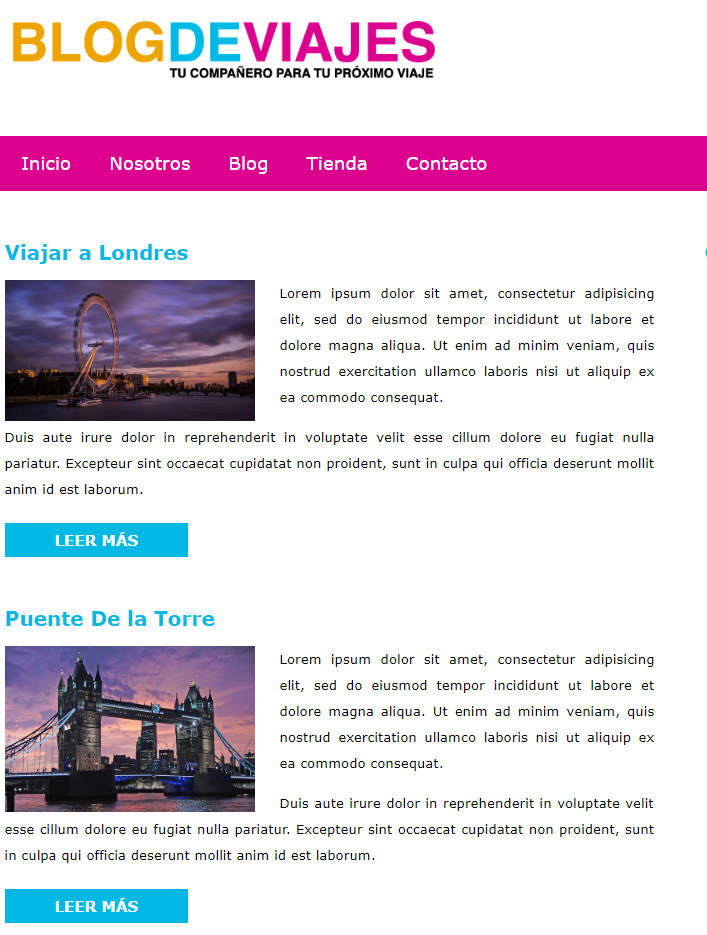 BLOGDEVIAJES
TU COMPAÑERO PARA TU PRÓXIMO VIAJE
Inicio Nosotros Blog Tienda Contacto
Viajar a Londres
Lorem ipsum dolor sit amet, consectetur adipisicing
elit, sed do eiusmod tempor incididunt ut labore et
dolore magna aliqua. Ut enim ad minim veniam, quis
nostrud exercitation ullamco laboris nisi ut aliquip ex
ea commodo consequat.
Duis aute irure dolor in reprehenderit in voluptate velit esse cillum dolore eu fugiat nulla
pariatur. Excepteur sint occaecat cupidatat non proident, sunt in culpa qui officia deserunt mollit
anim id est laborum.
LEER MÁS
Puente De la Torre
Lorem ipsum dolor sit amet, consectetur adipisicing
elit, sed do eiusmod tempor incididunt ut labore et
dolore magna aliqua. Ut enim ad minim veniam, quis
nostrud exercitation ullamco laboris nisi ut aliquip ex
ea commodo consequat.
Duis aute irure dolor in reprehenderit in voluptate velit
esse cillum dolore eu fugiat nulla pariatur. Excepteur sint occaecat cupidatat non proident, sunt
in culpa qui officia deserunt mollit anim id est laborum.
LEER MÁS